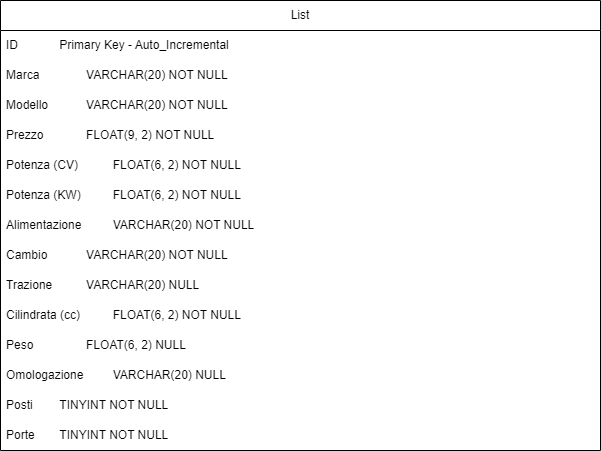 List
ID Primary Key - Auto_Incremental
Marca VARCHAR(20) NOT NULL
Modello VARCHAR(20) NOT NULL
Prezzo FLOAT(9, 2) NOT NULL
Potenza (CV) FLOAT(6, 2) NOT NULL
Potenza (KW) FLOAT(6, 2) NOT NULL
Alimentazione VARCHAR(20) NOT NULL
Cambio VARCHAR(20) NOT NULL
Trazione VARCHAR(20) NULL
Cilindrata (cc) FLOAT(6, 2) NOT NULL
Peso FLOAT(6, 2) NULL
Omologazione VARCHAR(20) NULL
Posti TINYINT NOT NULL
Porte TINYINT NOT NULL